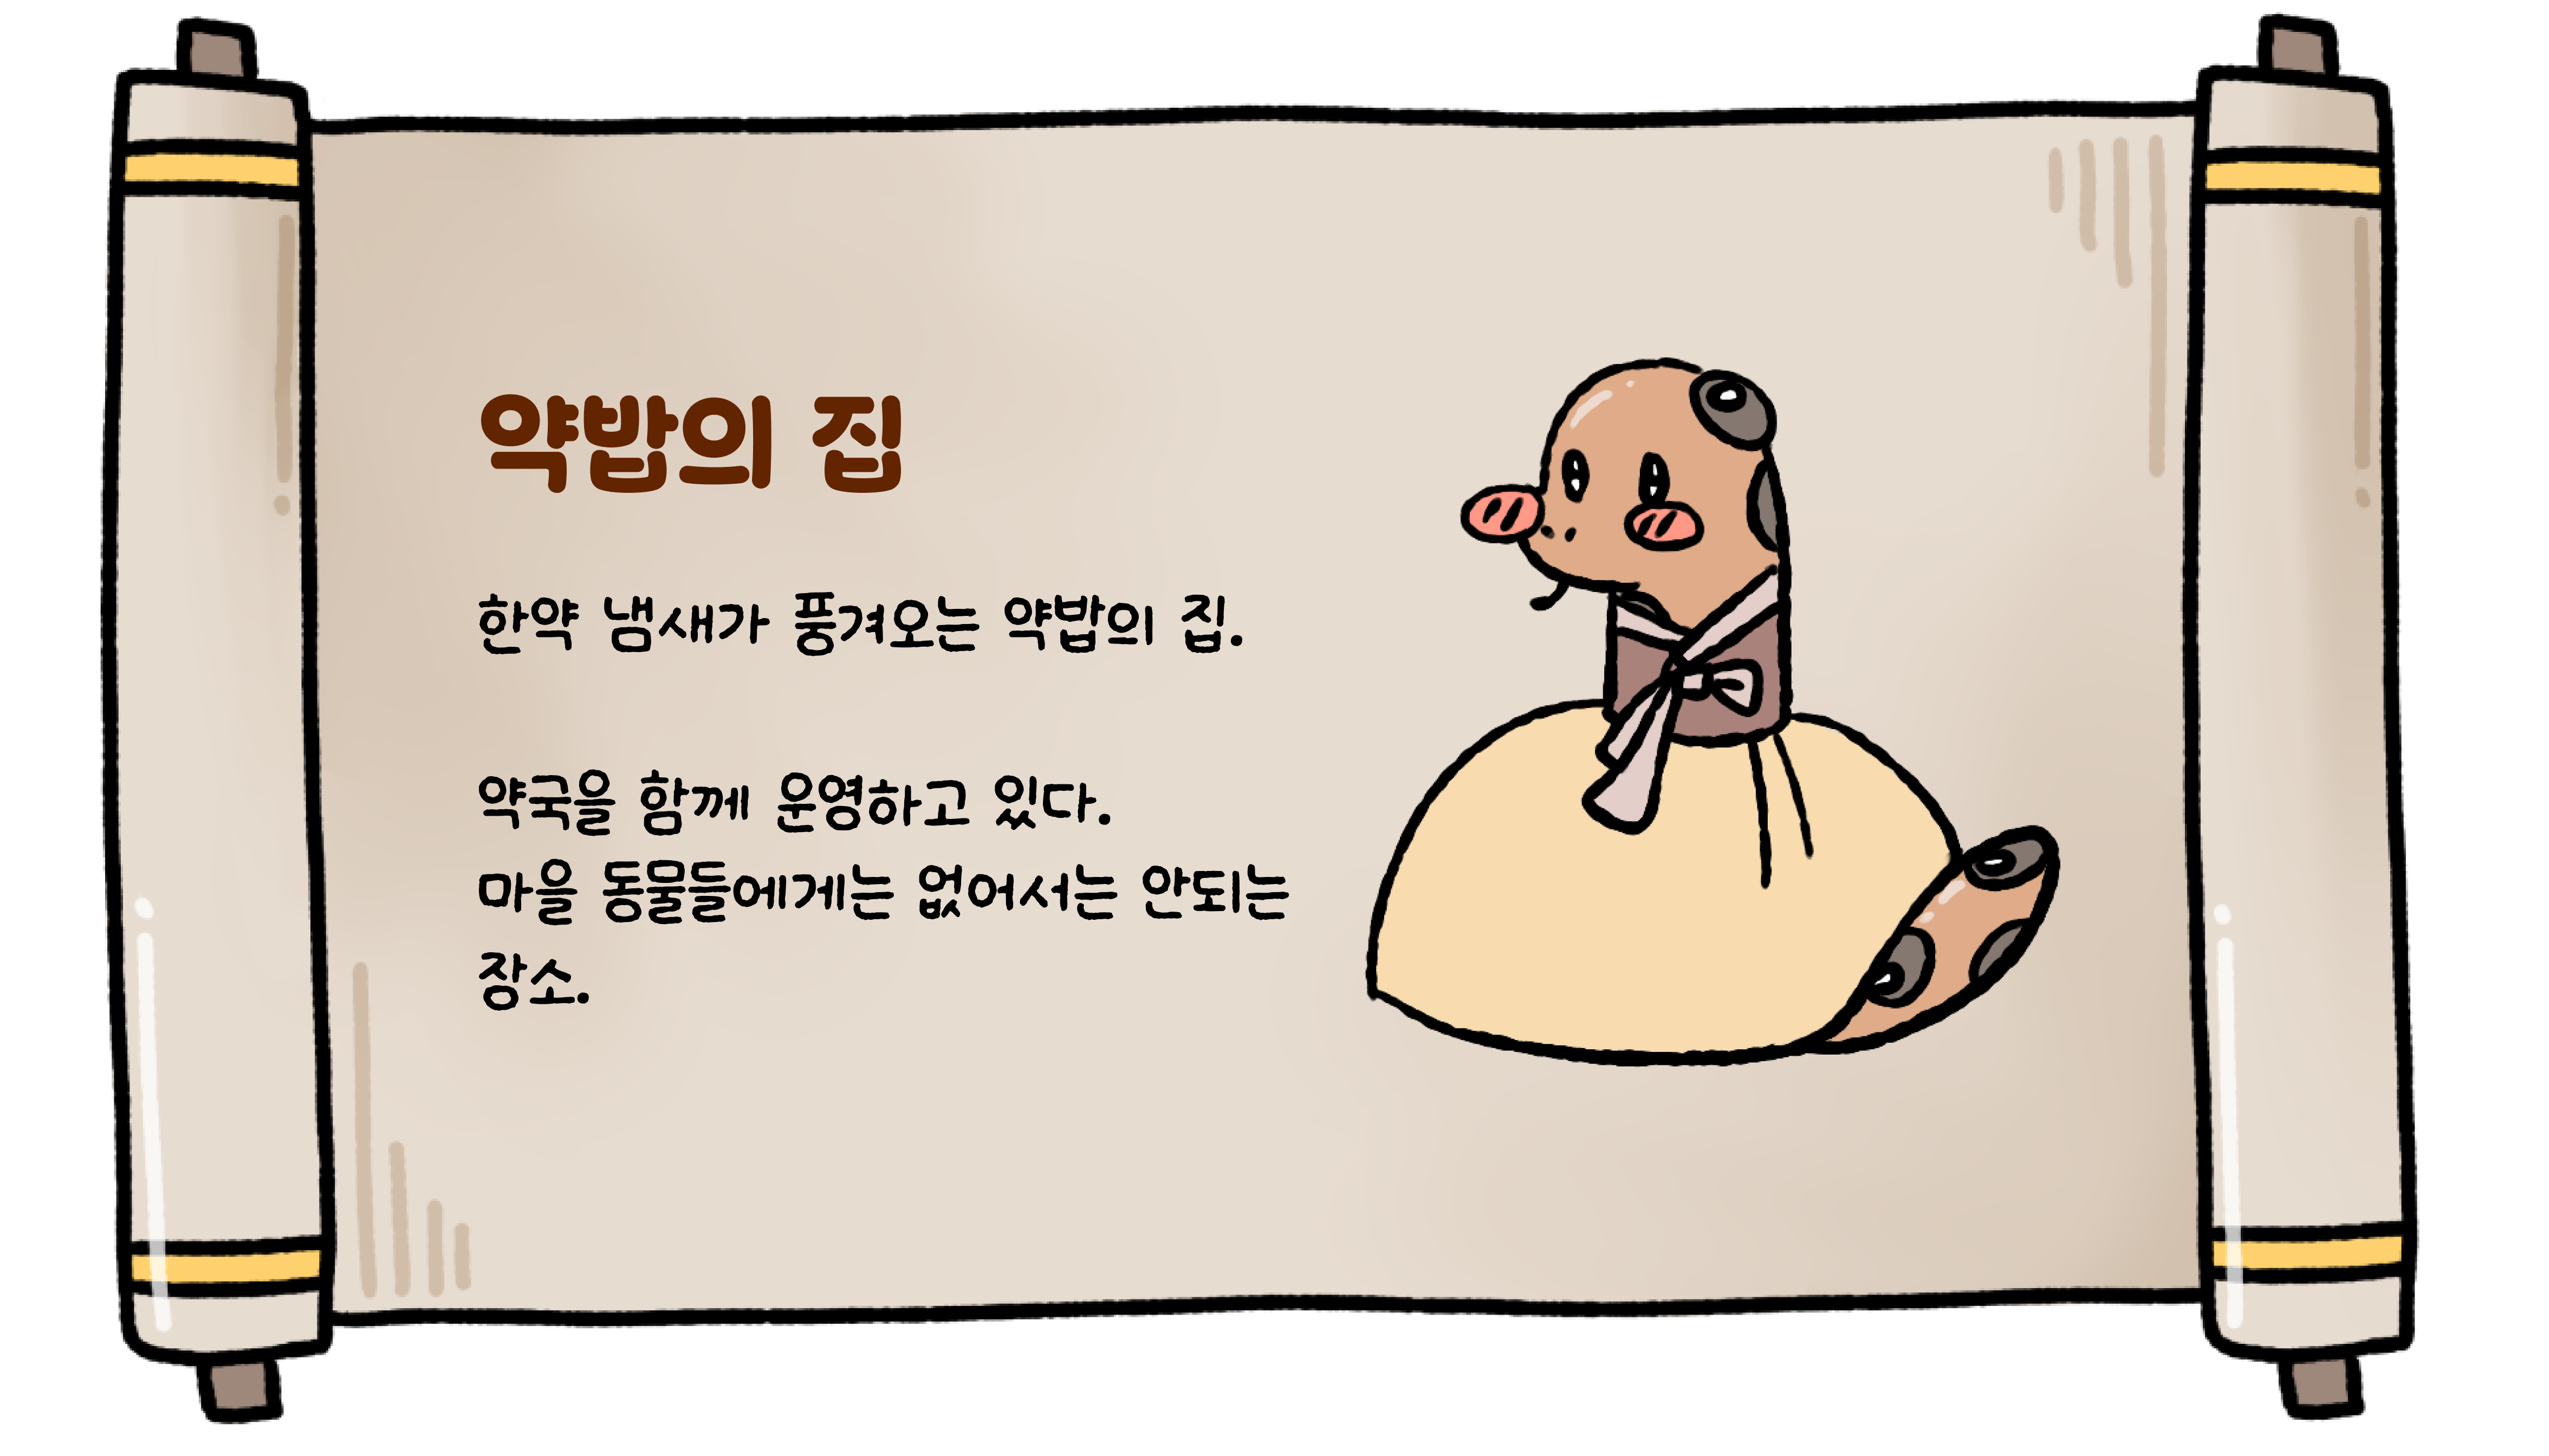 약밥의 집
한약 냄새가 풍겨오는 약밥의 집.
약국을 함께 운영하고 있다.
마을 동물들에게는 없어서는 안되는
장소.